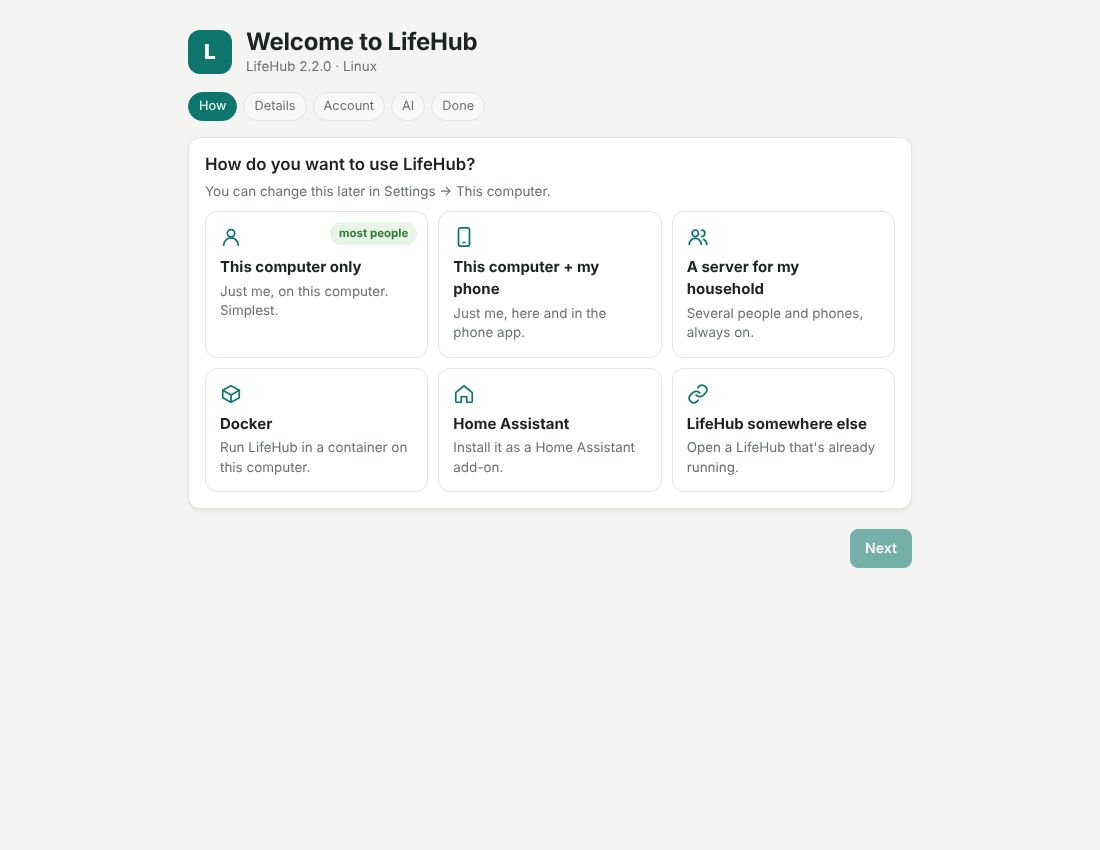 L
Welcome to LifeHub
LifeHub 2.2.0 · Linux
How
Details
Account
AI
Done
How do you want to use LifeHub?
You can change this later in Settings → This computer.
most people
This computer only
Just me, on this computer.
Simplest.
This computer + my
phone
Just me, here and in the
phone app.
A server for my
household
Several people and phones,
always on.
Docker
Run LifeHub in a container on
this computer.
Home Assistant
Install it as a Home Assistant
add-on.
LifeHub somewhere else
Open a LifeHub that's already
running.
Next